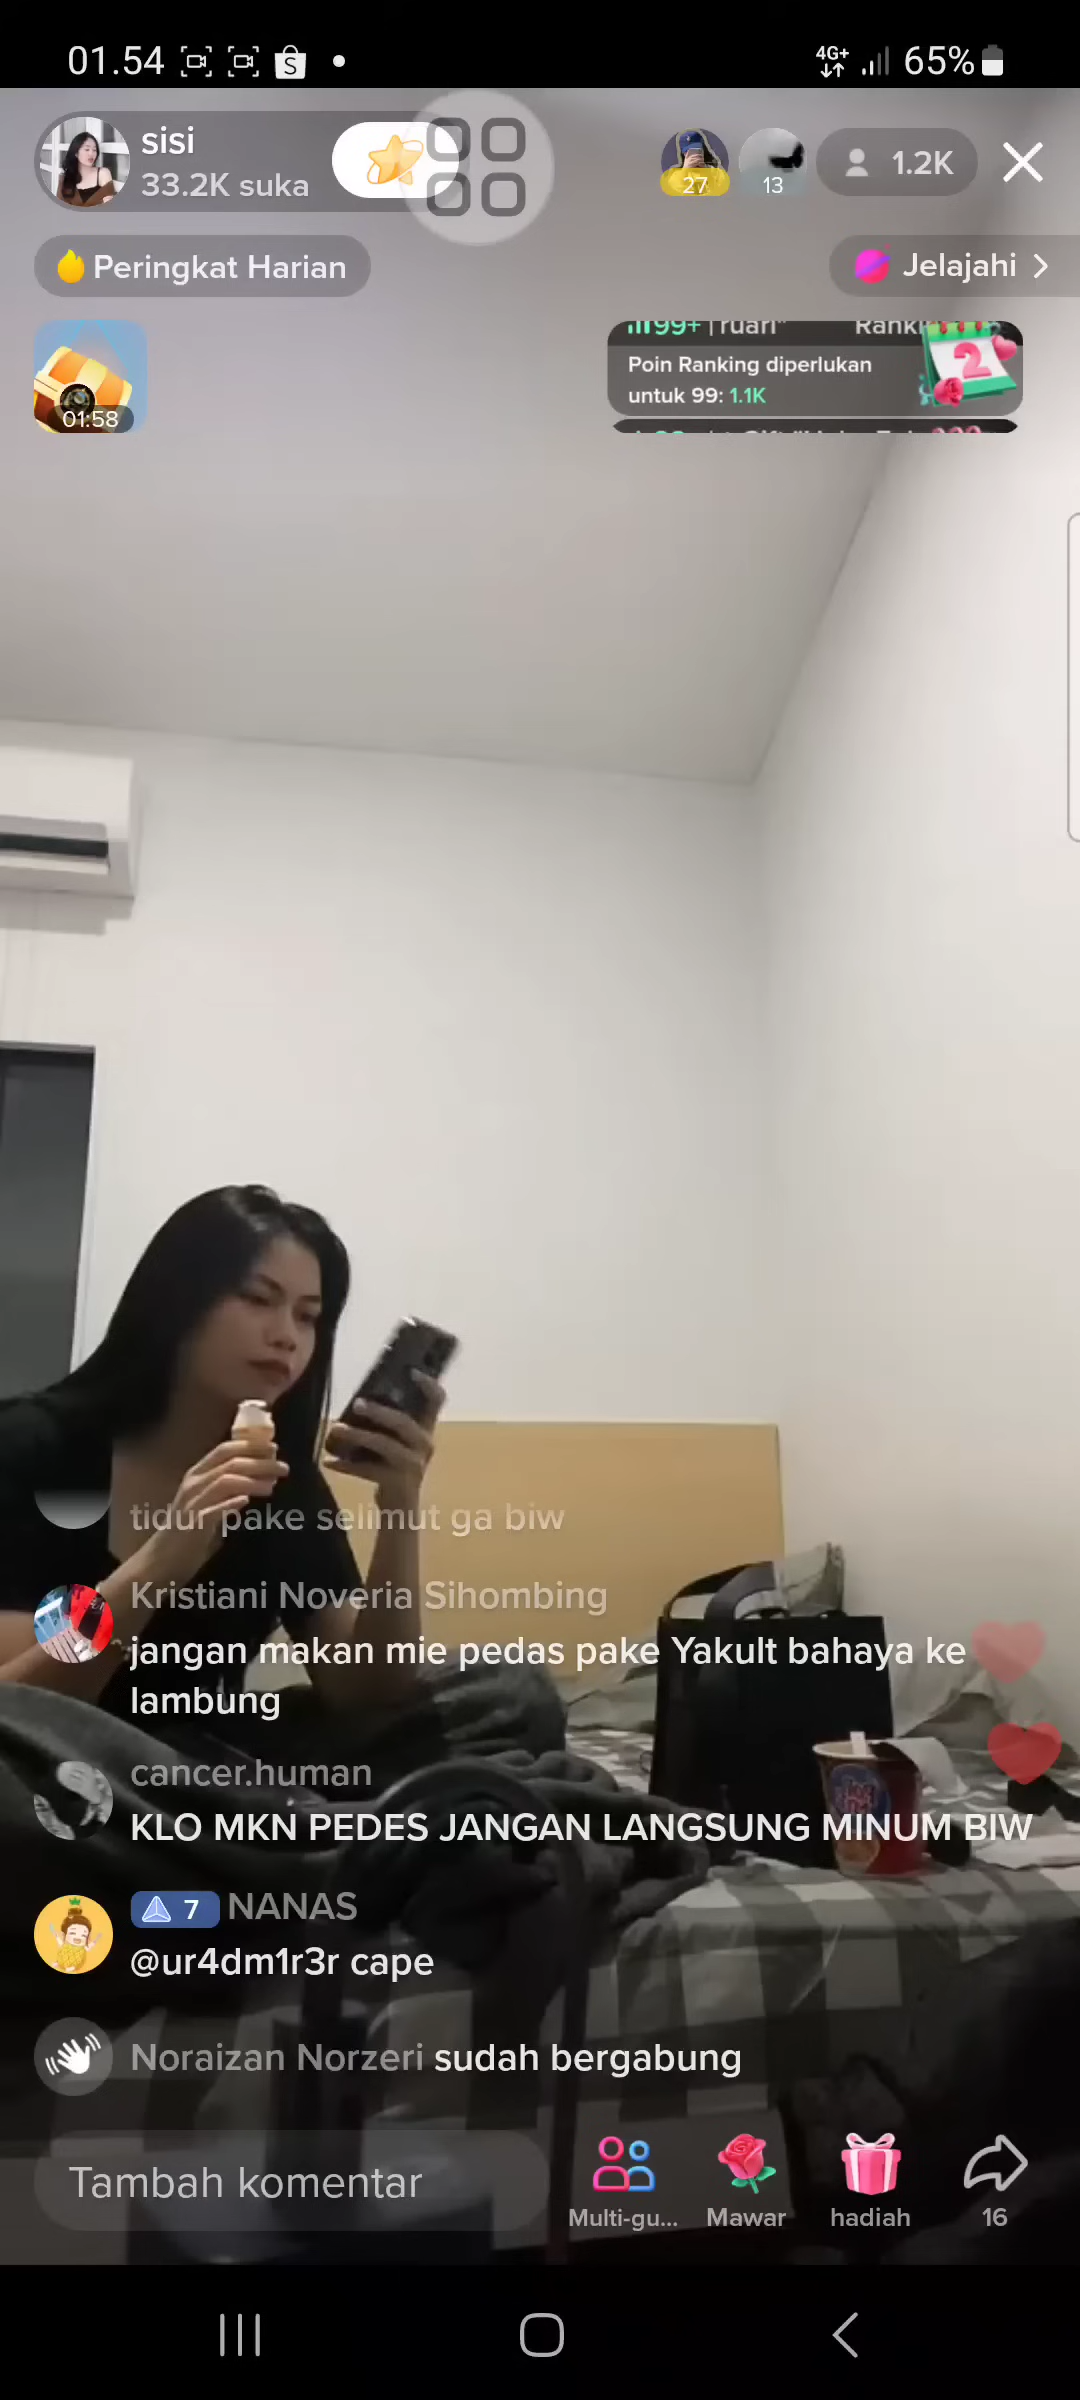 01.54
4G+
65%
sisi
33.2K suka
27
13
1.2K
Peringkat Harian
Jelajahi
01:58
99+
Poin Ranking diperlukan
untuk 99: 1.1K
2
tidur pake selimut ga biw
Kristiani Noveria Sihombing
jangan makan mie pedas pake Yakult bahaya ke
lambung
cancer.human
KLO MKN PEDES JANGAN LANGSUNG MINUM BIW
7 NANAS
@ur4dm1r3r cape
Noraizan Norzeri sudah bergabung
Tambah komentar
Multi-gu...
Mawar
hadiah
16